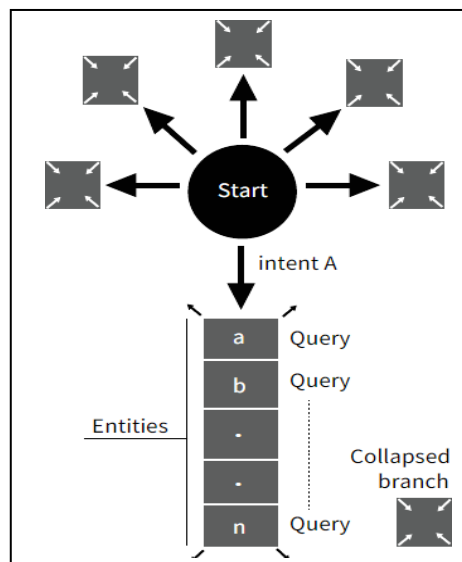 Start
intent A
a
Query
b
Query
Entities
.
.
Collapsed
branch
n
Query